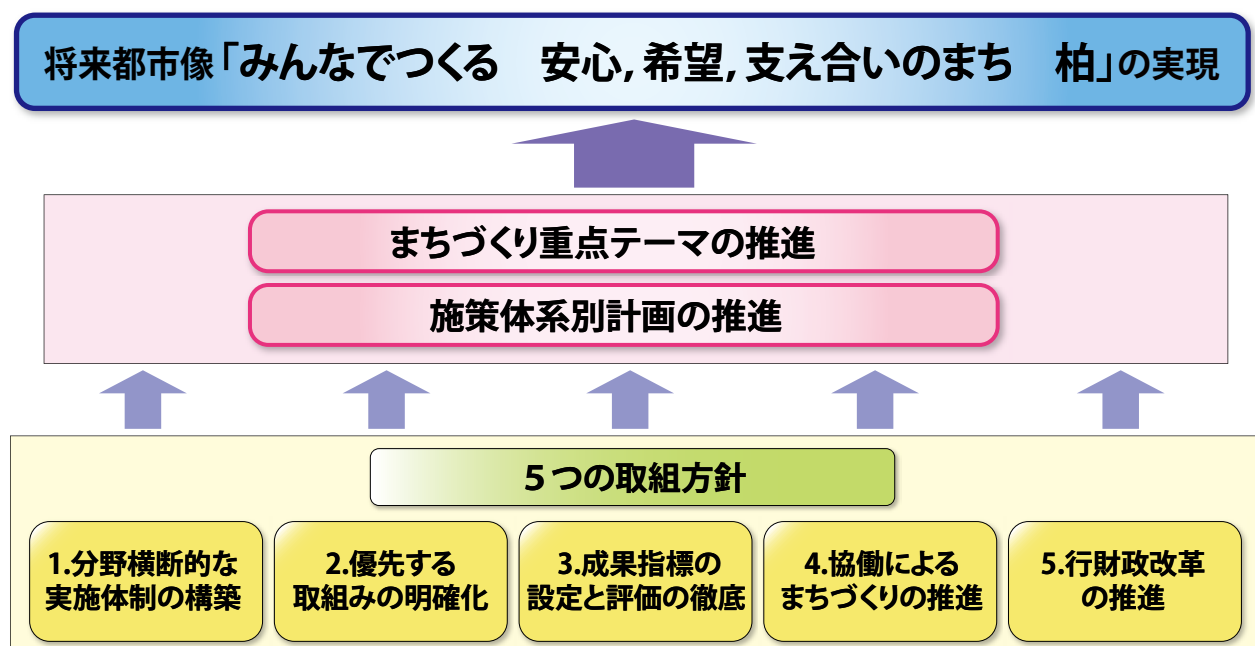 将来都市像「みんなでつくる　安心,希望,支え合いのまち　柏」の実現
まちづくり重点テーマの推進
施策体系別計画の推進
5つの取組方針
1.分野横断的な
実施体制の構築
2.優先する
取組みの明確化
3.成果指標の
設定と評価の徹底
4.協働による
まちづくりの推進
5.行財政改革
の推進